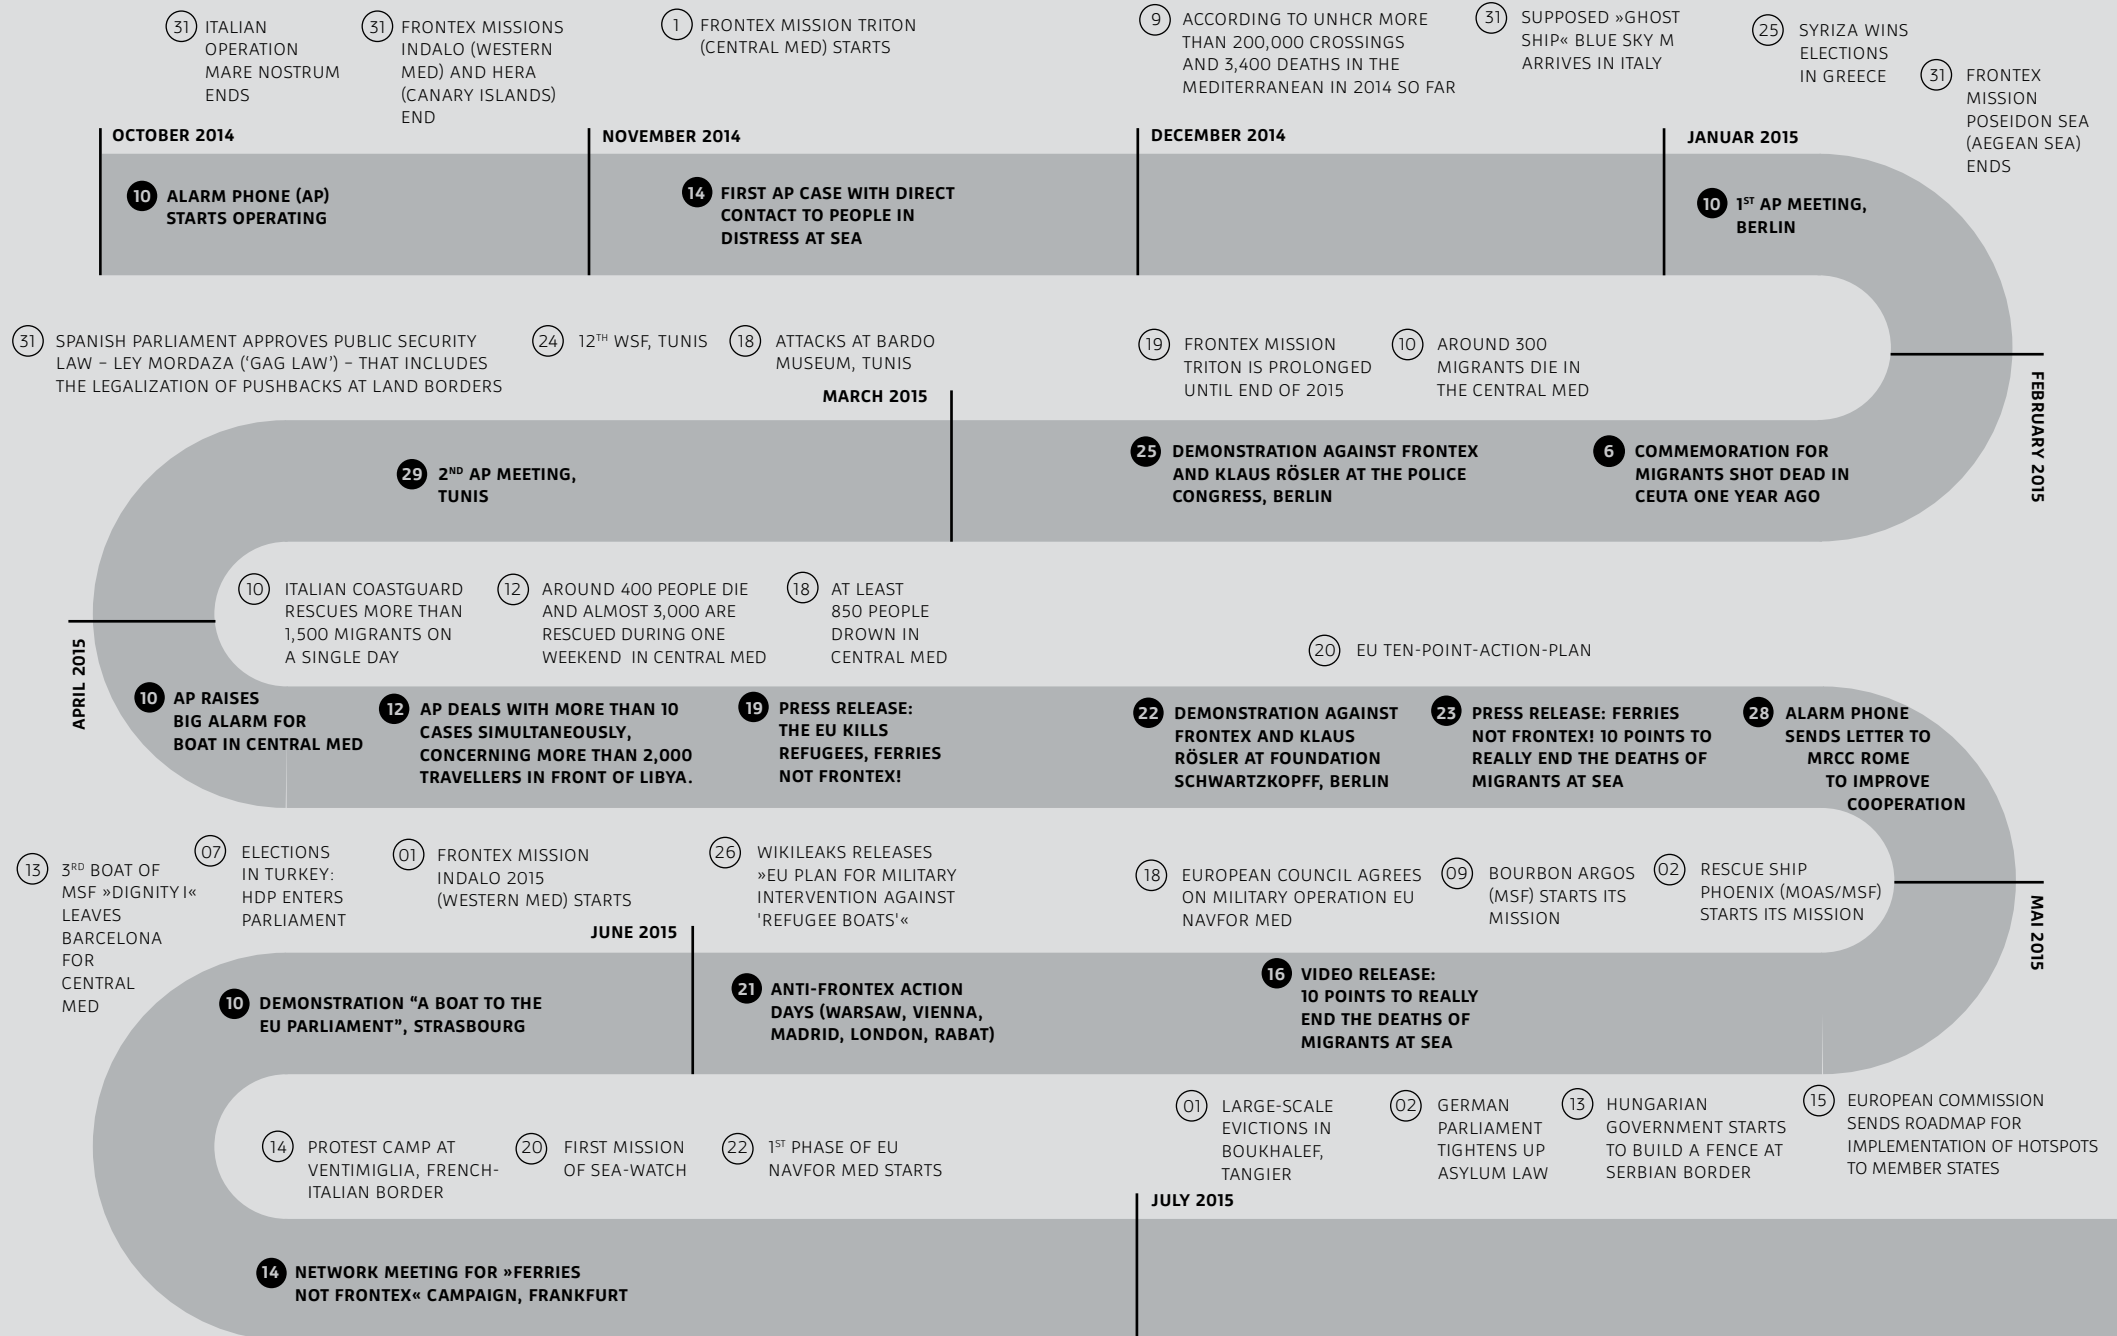 31 ITALIAN
OPERATION
MARE NOSTRUM
ENDS
31 FRONTEX MISSIONS
INDALO (WESTERN
MED) AND HERA
(CANARY ISLANDS)
END
1 FRONTEX MISSION TRITON
(CENTRAL MED) STARTS
9 ACCORDING TO UNHCR MORE
THAN 200,000 CROSSINGS
AND 3,400 DEATHS IN THE
MEDITERRANEAN IN 2014 SO FAR
31 SUPPOSED »GHOST
SHIP« BLUE SKY M
ARRIVES IN ITALY
25 SYRIZA WINS
ELECTIONS
IN GREECE
31 FRONTEX
MISSION
POSEIDON SEA
(AEGEAN SEA)
ENDS
OCTOBER 2014
NOVEMBER 2014
DECEMBER 2014
JANUAR 2015
10 ALARM PHONE (AP)
STARTS OPERATING
14 FIRST AP CASE WITH DIRECT
CONTACT TO PEOPLE IN
DISTRESS AT SEA
10 1ST AP MEETING,
BERLIN
31 SPANISH PARLIAMENT APPROVES PUBLIC SECURITY
LAW – LEY MORDAZA (‘GAG LAW’) – THAT INCLUDES
THE LEGALIZATION OF PUSHBACKS AT LAND BORDERS
24 12TH WSF, TUNIS
18 ATTACKS AT BARDO
MUSEUM, TUNIS
MARCH 2015
19 FRONTEX MISSION
TRITON IS PROLONGED
UNTIL END OF 2015
10 AROUND 300
MIGRANTS DIE IN
THE CENTRAL MED
FEBRUARY 2015
29 2ND AP MEETING,
TUNIS
25 DEMONSTRATION AGAINST FRONTEX
AND KLAUS RÖSLER AT THE POLICE
CONGRESS, BERLIN
6 COMMEMORATION FOR
MIGRANTS SHOT DEAD IN
CEUTA ONE YEAR AGO
10 ITALIAN COASTGUARD
RESCUES MORE THAN
1,500 MIGRANTS ON
A SINGLE DAY
12 AROUND 400 PEOPLE DIE
AND ALMOST 3,000 ARE
RESCUED DURING ONE
WEEKEND IN CENTRAL MED
18 AT LEAST
850 PEOPLE
DROWN IN
CENTRAL MED
20 EU TEN-POINT-ACTION-PLAN
APRIL 2015
10 AP RAISES
BIG ALARM FOR
BOAT IN CENTRAL MED
12 AP DEALS WITH MORE THAN 10
CASES SIMULTANEOUSLY,
CONCERNING MORE THAN 2,000
TRAVELLERS IN FRONT OF LIBYA.
19 PRESS RELEASE:
THE EU KILLS
REFUGEES, FERRIES
NOT FRONTEX!
22 DEMONSTRATION AGAINST
FRONTEX AND KLAUS
RÖSLER AT FOUNDATION
SCHWARTZKOPFF, BERLIN
23 PRESS RELEASE: FERRIES
NOT FRONTEX! 10 POINTS TO
REALLY END THE DEATHS OF
MIGRANTS AT SEA
28 ALARM PHONE
SENDS LETTER TO
MRCC ROME
TO IMPROVE
COOPERATION
13 3RD BOAT OF
MSF »DIGNITY I«
LEAVES
BARCELONA
FOR
CENTRAL
MED
07 ELECTIONS
IN TURKEY:
HDP ENTERS
PARLIAMENT
01 FRONTEX MISSION
INDALO 2015
(WESTERN MED) STARTS
JUNE 2015
26 WIKILEAKS RELEASES
»EU PLAN FOR MILITARY
INTERVENTION AGAINST
'REFUGEE BOATS'«
18 EUROPEAN COUNCIL AGREES
ON MILITARY OPERATION EU
NAVFOR MED
09 BOURBON ARGOS
(MSF) STARTS ITS
MISSION
02 RESCUE SHIP
PHOENIX (MOAS/MSF)
STARTS ITS MISSION
MAI 2015
10 DEMONSTRATION “A BOAT TO THE
EU PARLIAMENT”, STRASBOURG
21 ANTI-FRONTEX ACTION
DAYS (WARSAW, VIENNA,
MADRID, LONDON, RABAT)
16 VIDEO RELEASE:
10 POINTS TO REALLY
END THE DEATHS OF
MIGRANTS AT SEA
14 PROTEST CAMP AT
VENTIMIGLIA, FRENCH-
ITALIAN BORDER
20 FIRST MISSION
OF SEA-WATCH
22 1ST PHASE OF EU
NAVFOR MED STARTS
01 LARGE-SCALE
EVICTIONS IN
BOUKHALEF,
TANGIER
02 GERMAN
PARLIAMENT
TIGHTENS UP
ASYLUM LAW
13 HUNGARIAN
GOVERNMENT STARTS
TO BUILD A FENCE AT
SERBIAN BORDER
15 EUROPEAN COMMISSION
SENDS ROADMAP FOR
IMPLEMENTATION OF HOTSPOTS
TO MEMBER STATES
JULY 2015
14 NETWORK MEETING FOR »FERRIES
NOT FRONTEX« CAMPAIGN, FRANKFURT